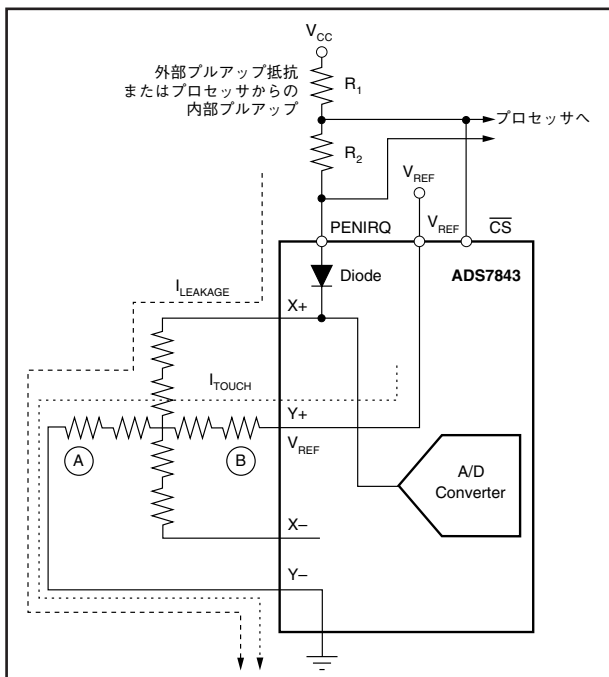 VCC
外部プルアップ抵抗
またはプロセッサからの
内部プルアップ
R1
プロセッサへ
R2
VREF
PENIRQ
VREF
CS
Diode
ADS7843
ILEAKAGE
X+
ITOUCH
Y+
VREF
A
B
A/D
Converter
X–
Y–